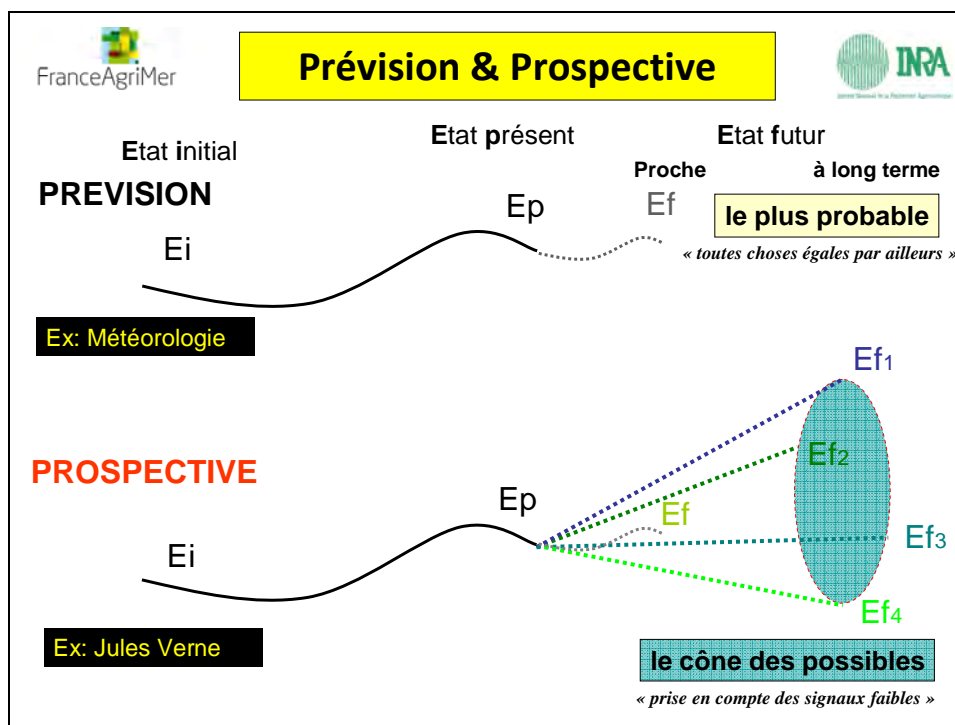 FranceAgriMer
Prévision & Prospective
INRA
Etat initial
Etat présent
Etat futur
Proche
à long terme
PREVISION
Ei
Ep
Ef
le plus probable
« toutes choses égales par ailleurs »
Ex: Météorologie
PROSPECTIVE
Ei
Ep
Ef
Ef1
Ef2
Ef3
Ef4
Ex: Jules Verne
le cône des possibles
« prise en compte des signaux faibles »